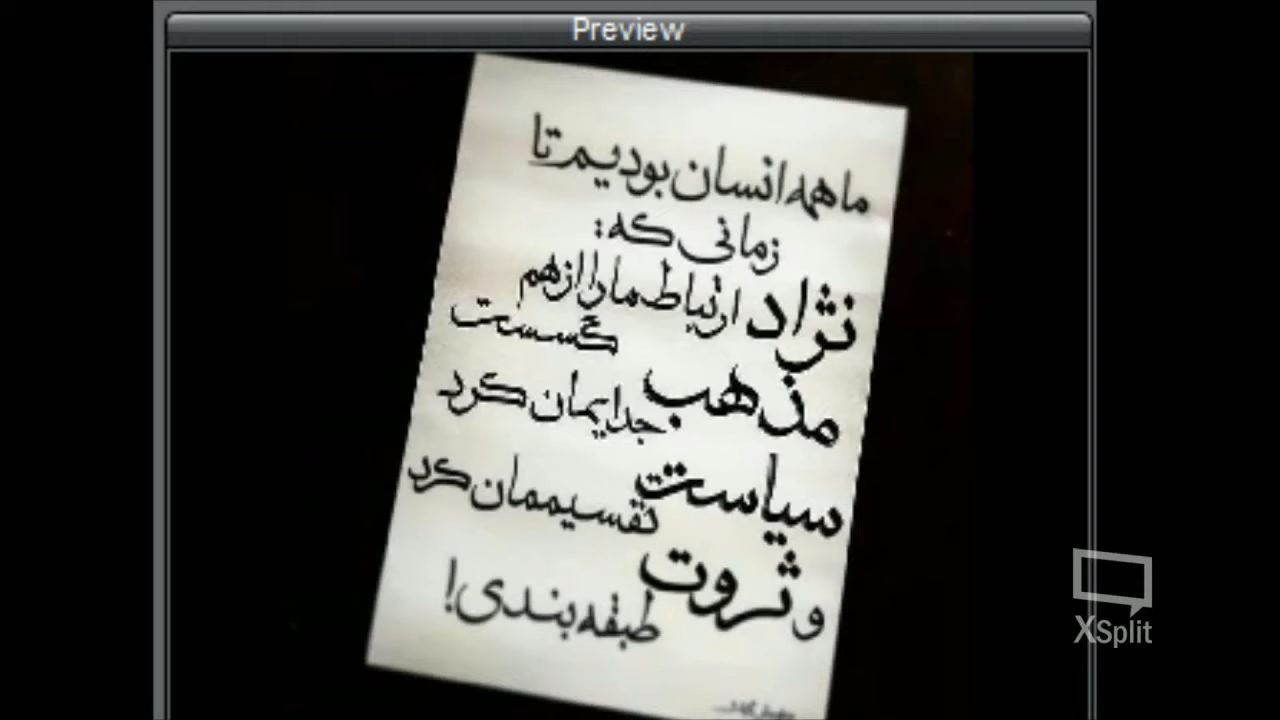 Preview
ما همه انسان بودیم تا
زمانی که:
نژاد ارتباط ما را از هم
گسست
مذهب جدایمان کرد
سیاست تقسیممان کرد
و ثروت
طبقه بندی!
XSplit